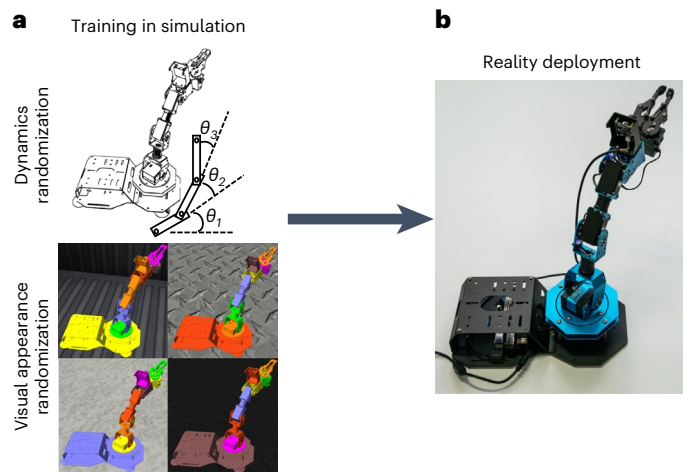 a
Training in simulation
Dynamics
randomization
θ3
θ2
θ1
Visual appearance
randomization
b
Reality deployment